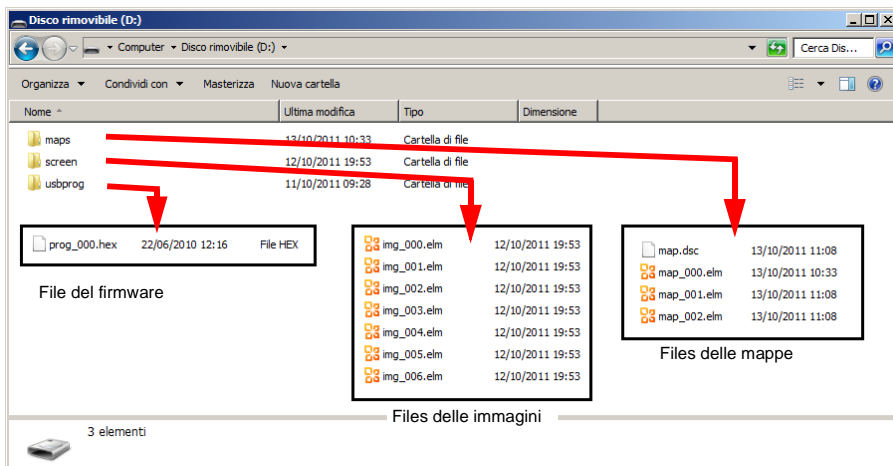 Disco rimovibile (D:)
Computer Disco rimovibile (D:)
Cerca Dis...
Organizza Condividi con Masterizza Nuova cartella
Nome Ultima modifica Tipo Dimensione
maps 13/10/2011 10:33 Cartella di file
screen 12/10/2011 19:53 Cartella di file
usbprog 11/10/2011 09:28 Cartella di file
prog_000.hex 22/06/2010 12:16 File HEX
File del firmware
img_000.elm 12/10/2011 19:53
img_001.elm 12/10/2011 19:53
img_002.elm 12/10/2011 19:53
img_003.elm 12/10/2011 19:53
img_004.elm 12/10/2011 19:53
img_005.elm 12/10/2011 19:53
img_006.elm 12/10/2011 19:53
Files delle immagini
map.dsc 13/10/2011 11:08
map_000.elm 13/10/2011 10:33
map_001.elm 13/10/2011 11:08
map_002.elm 13/10/2011 11:08
Files delle mappe
3 elementi